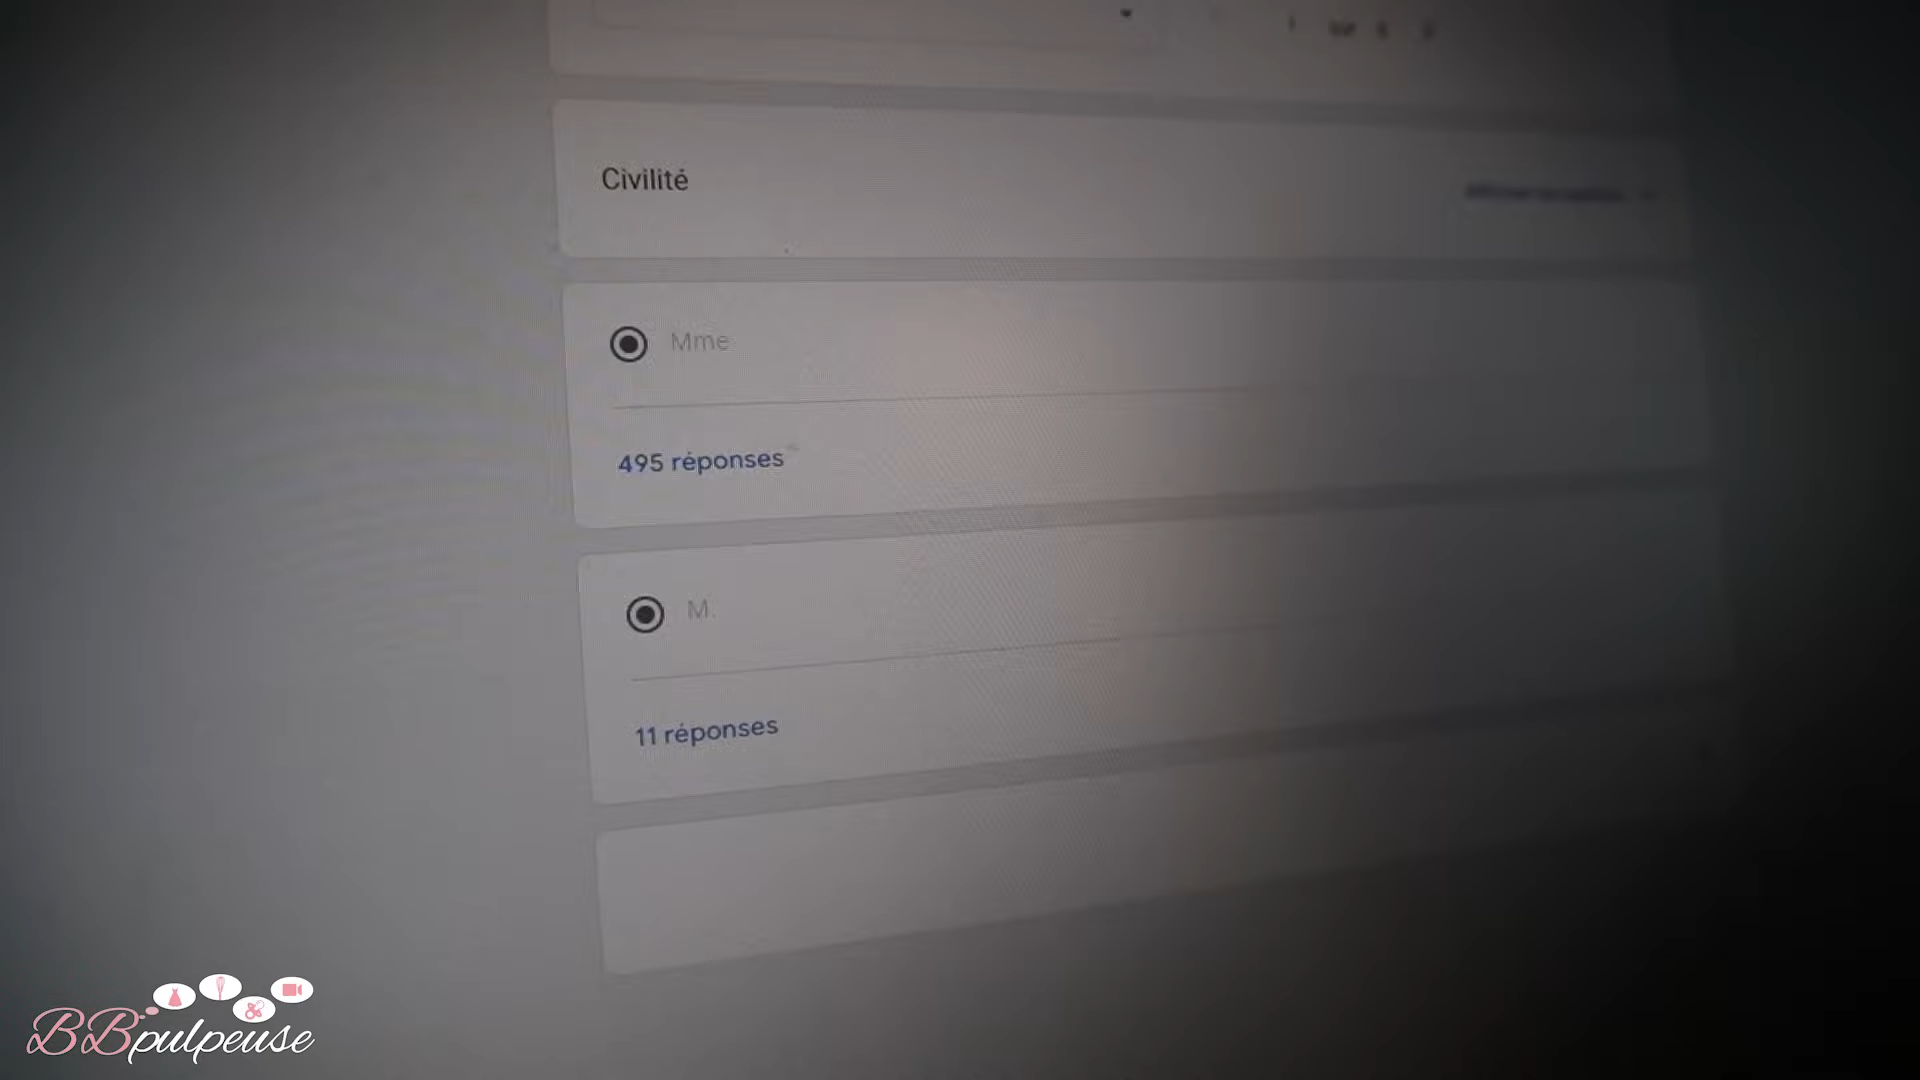 Civilité
Mme
495 réponses
M.
11 réponses
BBpulpeuse